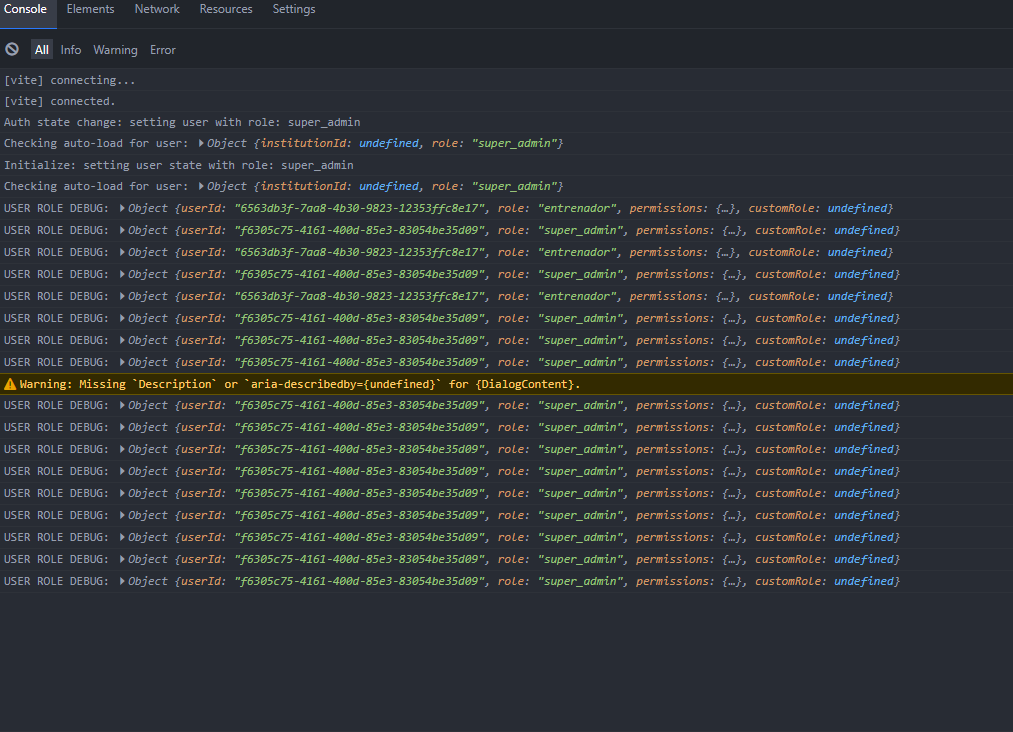 Console Elements Network Resources Settings
All Info Warning Error
[vite] connecting...
[vite] connected.
Auth state change: setting user with role: super_admin
Checking auto-load for user: Object {institutionId: undefined, role: "super_admin"}
Initialize: setting user state with role: super_admin
Checking auto-load for user: Object {institutionId: undefined, role: "super_admin"}
USER ROLE DEBUG: Object {userId: "6563db3f-7aa8-4b30-9823-12353ffc8e17", role: "entrenador", permissions: {…}, customRole: undefined}
USER ROLE DEBUG: Object {userId: "f6305c75-4161-400d-85e3-83054be35d09", role: "super_admin", permissions: {…}, customRole: undefined}
USER ROLE DEBUG: Object {userId: "6563db3f-7aa8-4b30-9823-12353ffc8e17", role: "entrenador", permissions: {…}, customRole: undefined}
USER ROLE DEBUG: Object {userId: "f6305c75-4161-400d-85e3-83054be35d09", role: "super_admin", permissions: {…}, customRole: undefined}
USER ROLE DEBUG: Object {userId: "6563db3f-7aa8-4b30-9823-12353ffc8e17", role: "entrenador", permissions: {…}, customRole: undefined}
USER ROLE DEBUG: Object {userId: "f6305c75-4161-400d-85e3-83054be35d09", role: "super_admin", permissions: {…}, customRole: undefined}
USER ROLE DEBUG: Object {userId: "f6305c75-4161-400d-85e3-83054be35d09", role: "super_admin", permissions: {…}, customRole: undefined}
USER ROLE DEBUG: Object {userId: "f6305c75-4161-400d-85e3-83054be35d09", role: "super_admin", permissions: {…}, customRole: undefined}
Warning: Missing `Description` or `aria-describedby={undefined}` for {DialogContent}.
USER ROLE DEBUG: Object {userId: "f6305c75-4161-400d-85e3-83054be35d09", role: "super_admin", permissions: {…}, customRole: undefined}
USER ROLE DEBUG: Object {userId: "f6305c75-4161-400d-85e3-83054be35d09", role: "super_admin", permissions: {…}, customRole: undefined}
USER ROLE DEBUG: Object {userId: "f6305c75-4161-400d-85e3-83054be35d09", role: "super_admin", permissions: {…}, customRole: undefined}
USER ROLE DEBUG: Object {userId: "f6305c75-4161-400d-85e3-83054be35d09", role: "super_admin", permissions: {…}, customRole: undefined}
USER ROLE DEBUG: Object {userId: "f6305c75-4161-400d-85e3-83054be35d09", role: "super_admin", permissions: {…}, customRole: undefined}
USER ROLE DEBUG: Object {userId: "f6305c75-4161-400d-85e3-83054be35d09", role: "super_admin", permissions: {…}, customRole: undefined}
USER ROLE DEBUG: Object {userId: "f6305c75-4161-400d-85e3-83054be35d09", role: "super_admin", permissions: {…}, customRole: undefined}
USER ROLE DEBUG: Object {userId: "f6305c75-4161-400d-85e3-83054be35d09", role: "super_admin", permissions: {…}, customRole: undefined}
USER ROLE DEBUG: Object {userId: "f6305c75-4161-400d-85e3-83054be35d09", role: "super_admin", permissions: {…}, customRole: undefined}